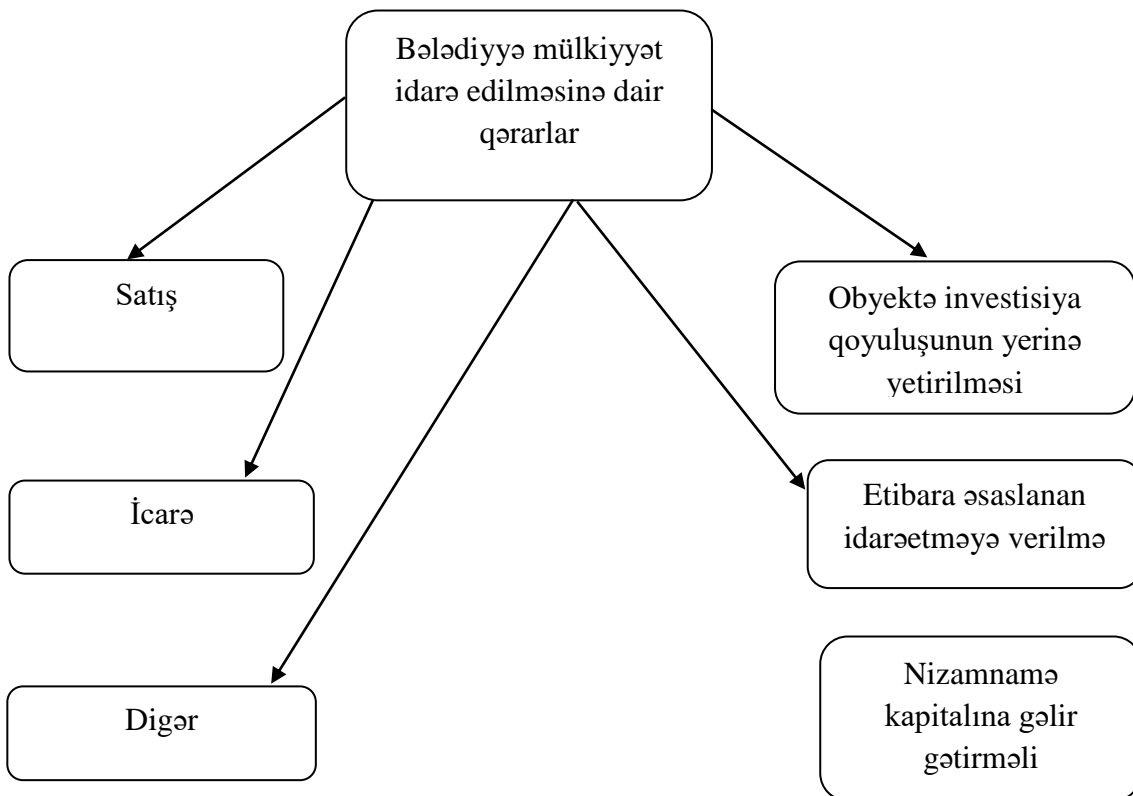 Bələdiyyə mülkiyyət
idarə edilməsinə dair
qərarlar
Satış
Obyektə investisiya
qoyuluşunun yerinə
yetirilməsi
İcarə
Etibara əsaslanan
idarəetməyə verilmə
Digər
Nizamnamə
kapitalına gəlir
gətirməli